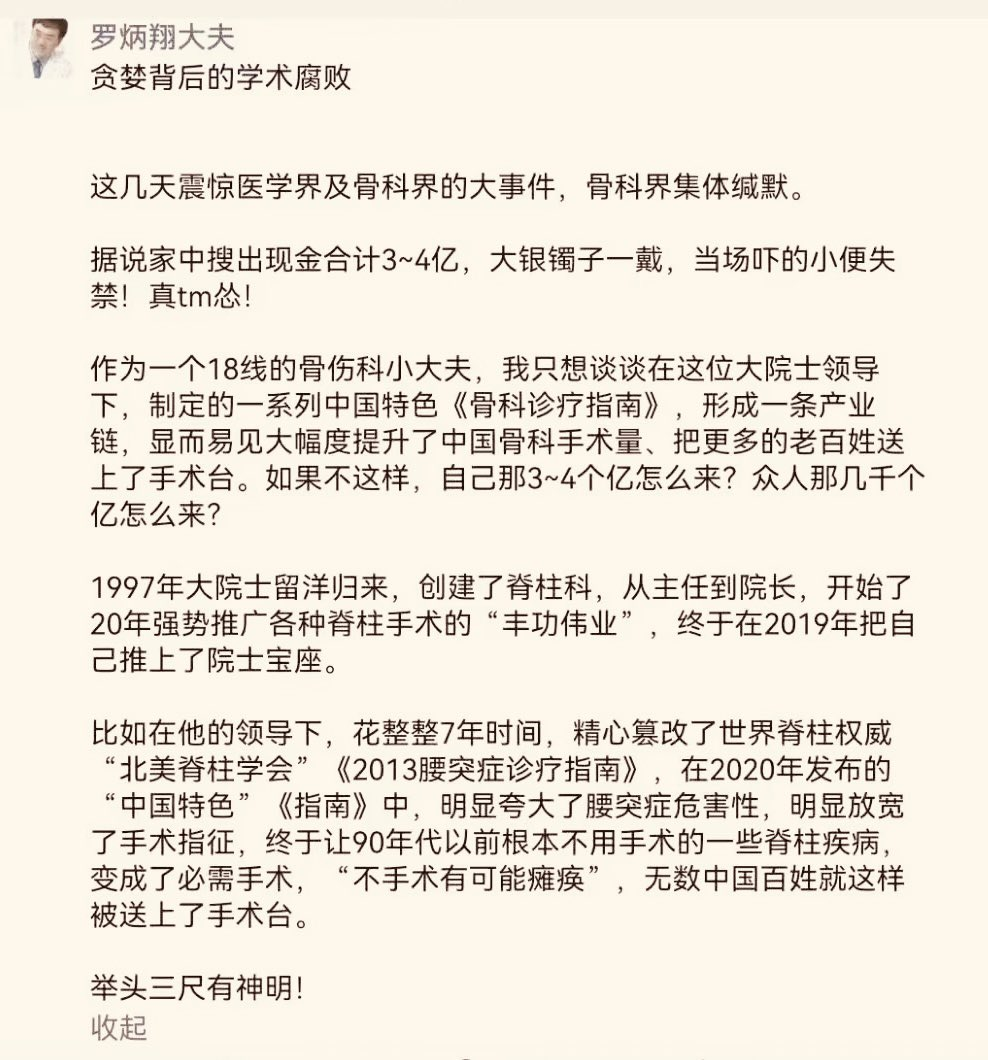 罗炳翔大夫
贪婪背后的学术腐败
这几天震惊医学界及骨科界的大事件，骨科界集体缄默。
据说家中搜出现金合计3~4亿，大银镯子一戴，当场吓的小便失
禁！真tm怂！
作为一个18线的骨伤科小大夫，我只想谈谈在这位大院士领导
下，制定的一系列中国特色《骨科诊疗指南》，形成一条产业
链，显而易见大幅度提升了中国骨科手术量、把更多的老百姓送
上了手术台。如果不这样，自己那3~4个亿怎么来？众人那几千个
亿怎么来？
1997年大院士留洋归来，创建了脊柱科，从主任到院长，开始了
20年强势推广各种脊柱手术的“丰功伟业”，终于在2019年把自
己推上了院士宝座。
比如在他的领导下，花整整7年时间，精心篡改了世界脊柱权威
“北美脊柱学会”《2013腰突症诊疗指南》，在2020年发布的
“中国特色”《指南》中，明显夸大了腰突症危害性，明显放宽
了手术指征，终于让90年代以前根本不用手术的一些脊柱疾病，
变成了必需手术，“不手术有可能瘫痪”，无数中国百姓就这样
被送上了手术台。
举头三尺有神明！
收起